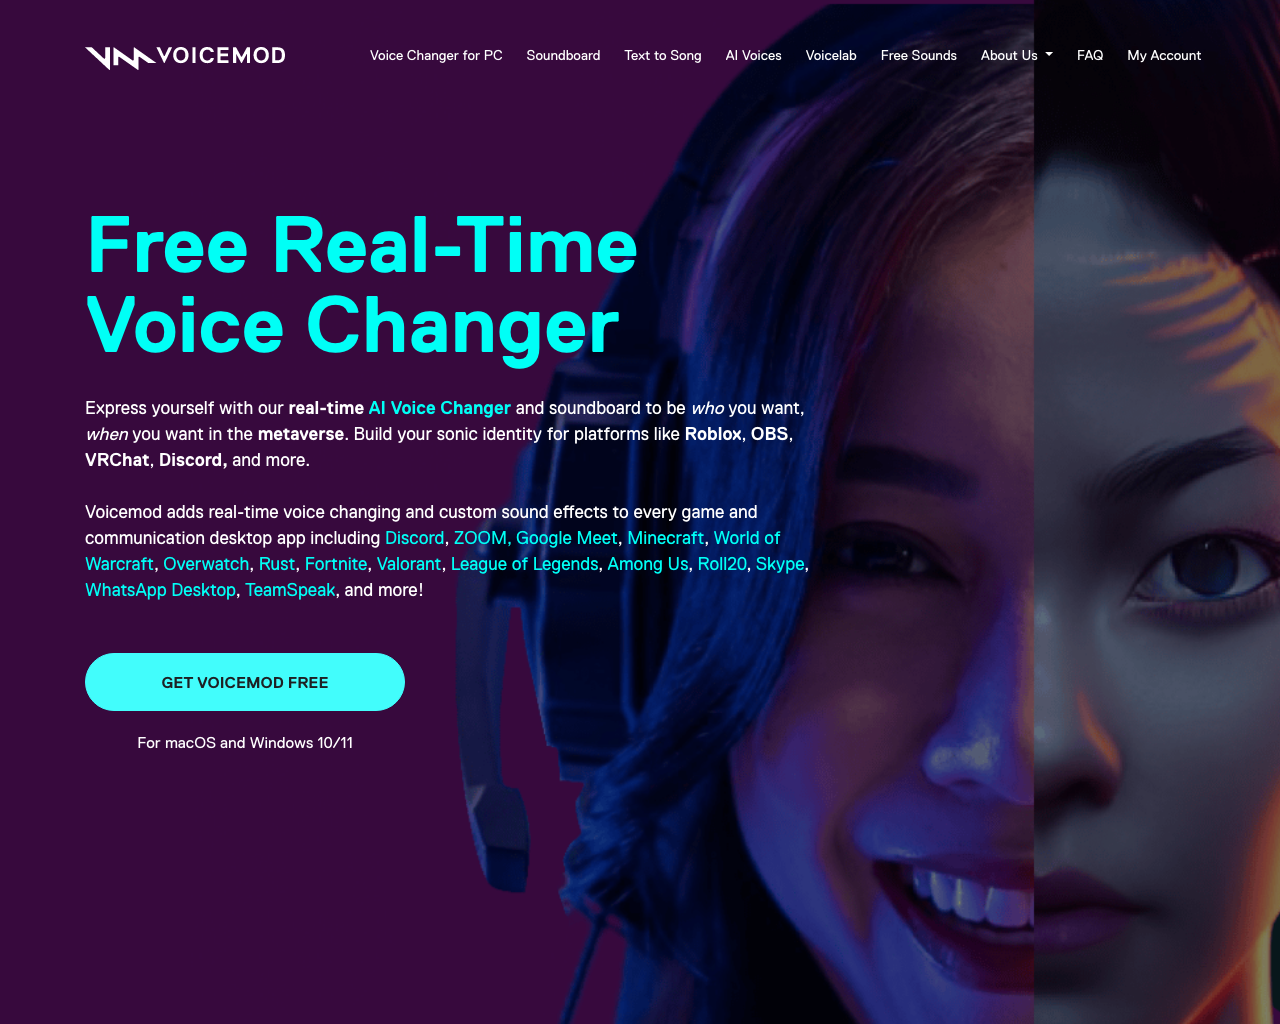 VOICEMOD
Voice Changer for PC Soundboard Text to Song AI Voices Voicelab Free Sounds About Us FAQ My Account
Free Real-Time
Voice Changer
Express yourself with our real-time AI Voice Changer and soundboard to be who you want,
when you want in the metaverse. Build your sonic identity for platforms like Roblox, OBS,
VRChat, Discord, and more.
Voicemod adds real-time voice changing and custom sound effects to every game and
communication desktop app including Discord, ZOOM, Google Meet, Minecraft, World of
Warcraft, Overwatch, Rust, Fortnite, Valorant, League of Legends, Among Us, Roll20, Skype,
WhatsApp Desktop, TeamSpeak, and more!
GET VOICEMOD FREE
For macOS and Windows 10/11